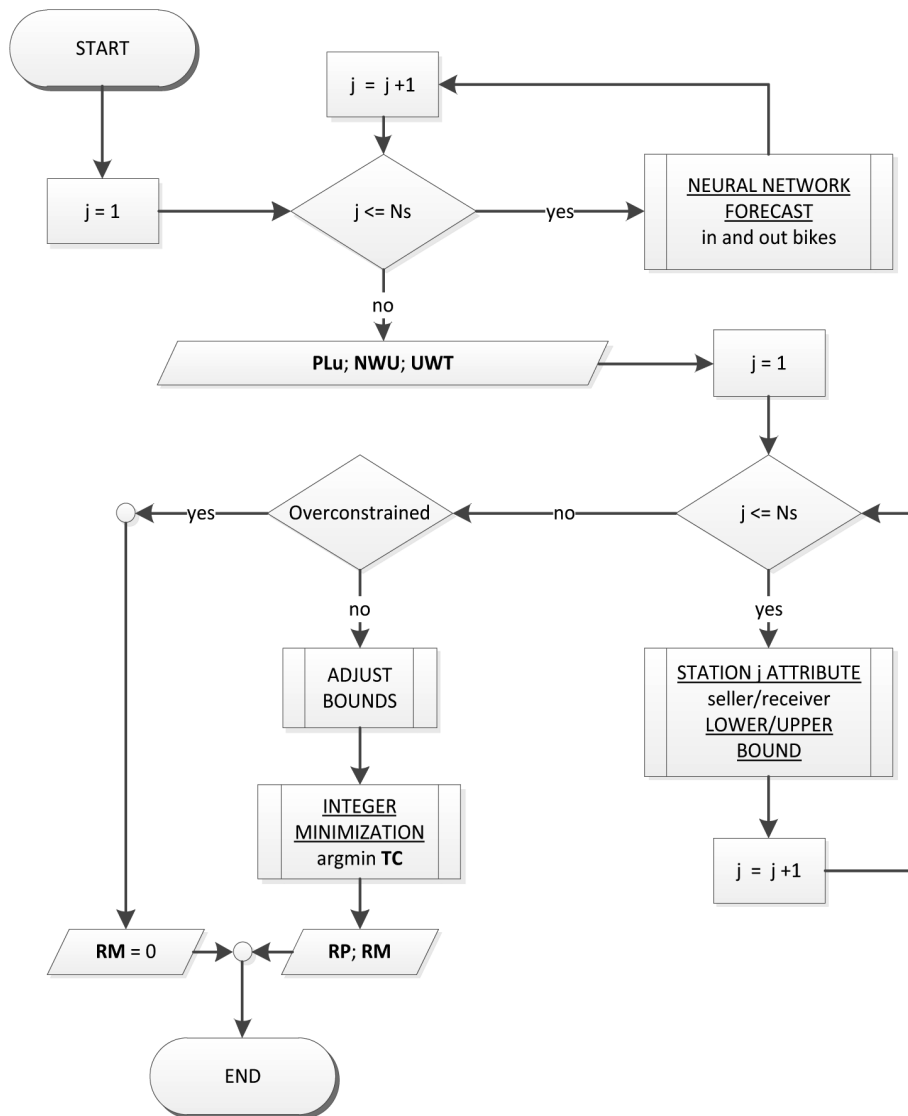 START
j = j +1
j = 1
j <= Ns
yes
NEURAL NETWORK
FORECAST
in and out bikes
no
PLu; NWU; UWT
j = 1
yes
Overconstrained
no
j <= Ns
no
yes
ADJUST
BOUNDS
STATION j ATTRIBUTE
seller/receiver
LOWER/UPPER
BOUND
INTEGER
MINIMIZATION
argmin TC
j = j +1
RM = 0
RP; RM
END